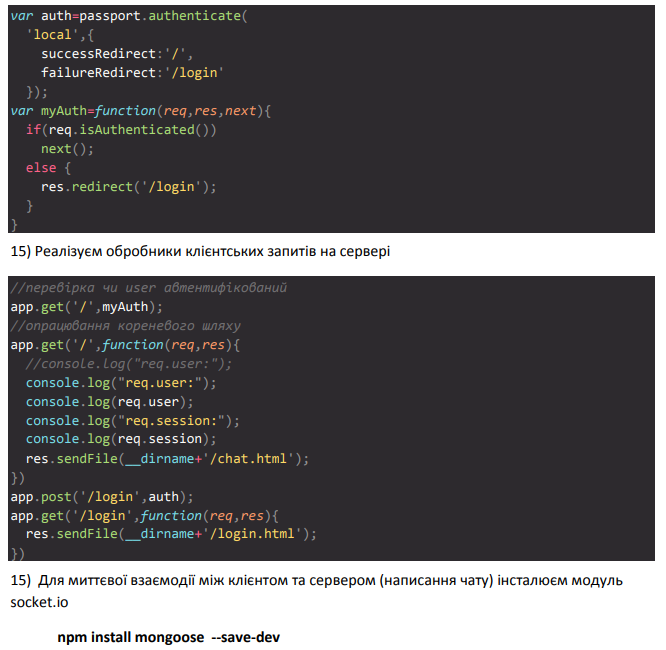 var auth=passport.authenticate(
'local',{
successRedirect:'/',
failureRedirect:'/login'
});
var myAuth=function(req,res,next){
if(req.isAuthenticated())
next();
else {
res.redirect('/login');
}
}
15) Реалізуєм обробники клієнтських запитів на сервері
//перевірка чи user автентифікований
app.get('/',myAuth);
//опрацювання кореневого шляху
app.get('/',function(req,res){
//console.log("req.user:");
console.log("req.user:");
console.log(req.user);
console.log("req.session:");
console.log(req.session);
res.sendFile(__dirname+'/chat.html');
})
app.post('/login',auth);
app.get('/login',function(req,res){
res.sendFile(__dirname+'/login.html');
})
15) Для миттєвої взаємодії між клієнтом та сервером (написання чату) інсталюєм модуль
socket.io
npm install mongoose --save-dev